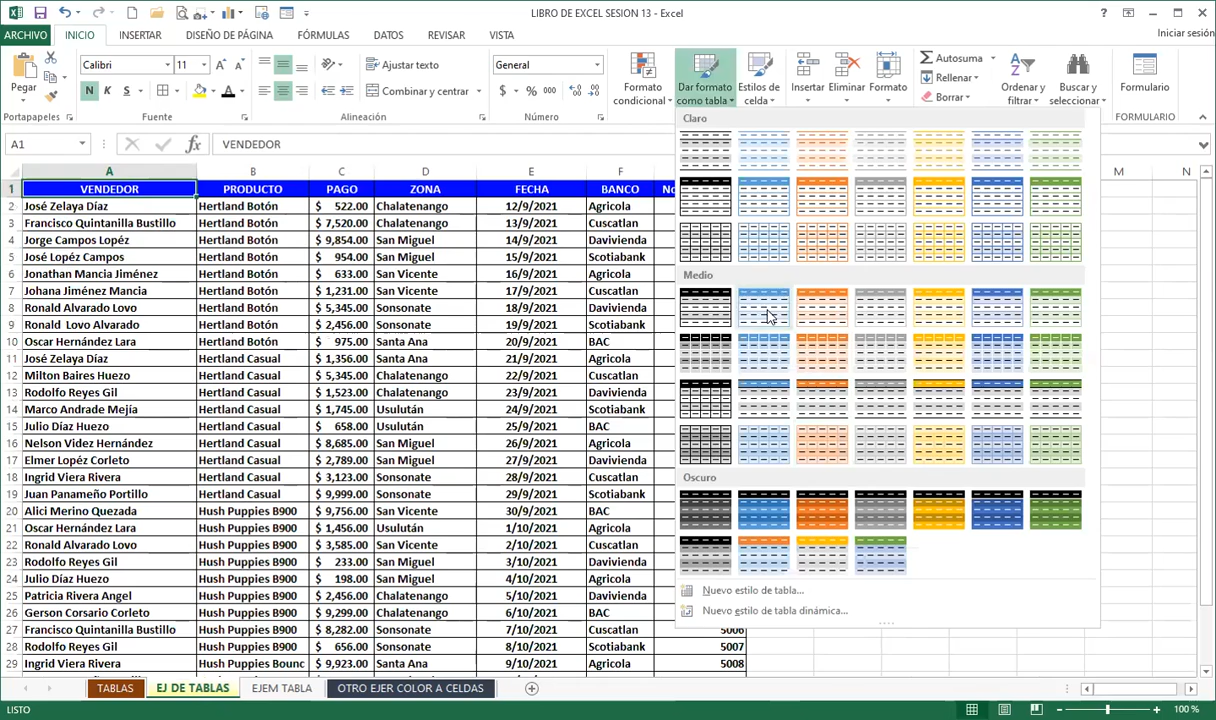 LIBRO DE EXCEL SESION 13 - Excel
ARCHIVO INICIO INSERTAR DISEÑO DE PÁGINA FÓRMULAS DATOS REVISAR VISTA Iniciar sesión
Pegar
Portapapeles
Calibri 11
N K S
Fuente
Ajustar texto
Combinar y centrar
Alineación
General
$ % 000
Número
Formato condicional
Dar formato como tabla
Estilos de celda
Insertar Eliminar Formato
Autosuma
Rellenar
Borrar
Ordenar y filtrar
Buscar y seleccionar
Formulario
FORMULARIO
A1 VENDEDOR
A B C D E F M N
1 VENDEDOR PRODUCTO PAGO ZONA FECHA BANCO
2 José Zelaya Díaz Hertland Botón $ 522.00 Chalatenango 12/9/2021 Agricola
3 Francisco Quintanilla Bustillo Hertland Botón $ 7,520.00 Chalatenango 13/9/2021 Cuscatlan
4 Jorge Campos Lopéz Hertland Botón $ 9,854.00 San Miguel 14/9/2021 Davivienda
5 José Lopéz Campos Hertland Botón $ 954.00 San Miguel 15/9/2021 Scotiabank
6 Jonathan Mancia Jiménez Hertland Botón $ 633.00 San Vicente 16/9/2021 Agricola
7 Johana Jiménez Mancia Hertland Botón $ 1,231.00 San Vicente 17/9/2021 Cuscatlan
8 Ronald Alvarado Lovo Hertland Botón $ 5,345.00 Sonsonate 18/9/2021 Davivienda
9 Ronald Lovo Alvarado Hertland Botón $ 2,456.00 Sonsonate 19/9/2021 Scotiabank
10 Oscar Hernández Lara Hertland Botón $ 975.00 Santa Ana 20/9/2021 BAC
11 José Zelaya Díaz Hertland Casual $ 1,356.00 Santa Ana 21/9/2021 Agricola
12 Milton Baires Huezo Hertland Casual $ 5,345.00 Chalatenango 22/9/2021 Cuscatlan
13 Rodolfo Reyes Gil Hertland Casual $ 1,523.00 Chalatenango 23/9/2021 Davivienda
14 Marco Andrade Mejía Hertland Casual $ 1,745.00 Usulután 24/9/2021 Scotiabank
15 Julio Díaz Huezo Hertland Casual $ 658.00 Usulután 25/9/2021 BAC
16 Nelson Videz Hernández Hertland Casual $ 8,685.00 San Miguel 26/9/2021 Agricola
17 Elmer Lopéz Corleto Hertland Casual $ 2,789.00 San Miguel 27/9/2021 Davivienda
18 Ingrid Viera Rivera Hertland Casual $ 3,123.00 Sonsonate 28/9/2021 Cuscatlan
19 Juan Panameño Portillo Hertland Casual $ 9,999.00 Sonsonate 29/9/2021 Scotiabank
20 Alici Merino Quezada Hush Puppies B900 $ 9,756.00 San Vicente 30/9/2021 BAC
21 Oscar Hernández Lara Hush Puppies B900 $ 1,456.00 Usulután 1/10/2021 Agricola
22 Ronald Alvarado Lovo Hush Puppies B900 $ 3,585.00 San Vicente 2/10/2021 Cuscatlan
23 Rodolfo Reyes Gil Hush Puppies B900 $ 233.00 San Miguel 3/10/2021 Davivienda
24 Julio Díaz Huezo Hush Puppies B900 $ 198.00 San Miguel 4/10/2021 Agricola
25 Patricia Rivera Angel Hush Puppies B900 $ 2,456.00 Chalatenango 5/10/2021 Davivienda
26 Gerson Corsario Corleto Hush Puppies B900 $ 9,299.00 Chalatenango 6/10/2021 BAC
27 Francisco Quintanilla Bustillo Hush Puppies B900 $ 8,282.00 Sonsonate 7/10/2021 Cuscatlan 5006
28 Rodolfo Reyes Gil Hush Puppies B900 $ 656.00 Sonsonate 8/10/2021 Scotiabank 5007
29 Ingrid Viera Rivera Hush Puppies Bounc $ 9,923.00 Santa Ana 9/10/2021 Agricola 5008
Claro
Medio
Oscuro
Nuevo estilo de tabla...
Nuevo estilo de tabla dinámica...
TABLAS EJ DE TABLAS EJEM TABLA OTRO EJER COLOR A CELDAS
LISTO 100 %